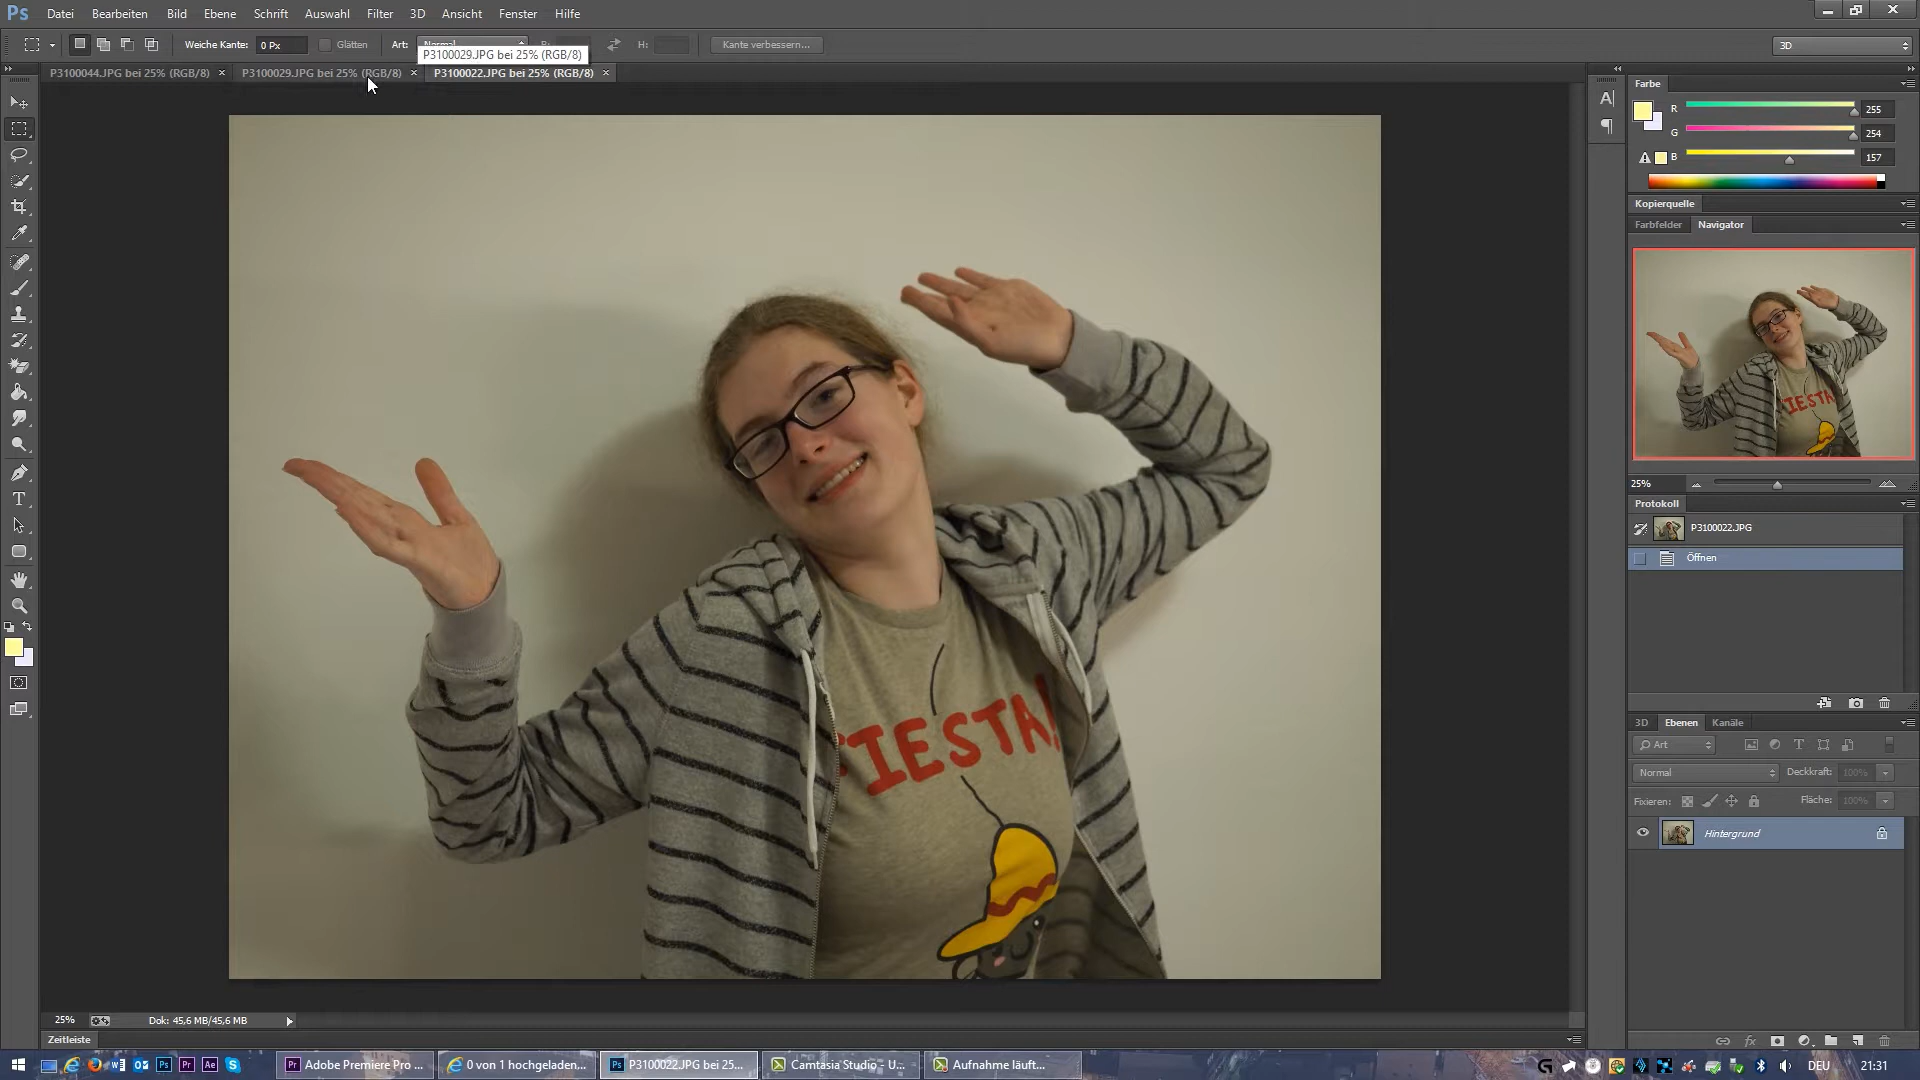 Ps Datei Bearbeiten Bild Ebene Schrift Auswahl Filter 3D Ansicht Fenster Hilfe
Weiche Kante: 0 Px Glätten Art: Normal B: H: Kante verbessern... 3D
P3100029.JPG bei 25% (RGB/8)
P3100044.JPG bei 25% (RGB/8) × P3100029.JPG bei 25% (RGB/8) × P3100022.JPG bei 25% (RGB/8) ×
Farbe
R 255
G 254
B 157
Kopierquelle
Farbfelder Navigator
FIESTA!
25%
Protokoll
P3100022.JPG
Öffnen
3D Ebenen Kanäle
Art
Normal Deckkraft: 100%
Fixieren: Fläche: 100%
Hintergrund
IESTA!
25% Dok: 45,6 MB/45,6 MB
Zeitleiste
Adobe Premiere Pro ... 0 von 1 hochgeladen... P3100022.JPG bei 25... Camtasia Studio - U... Aufnahme läuft... DEU 21:31